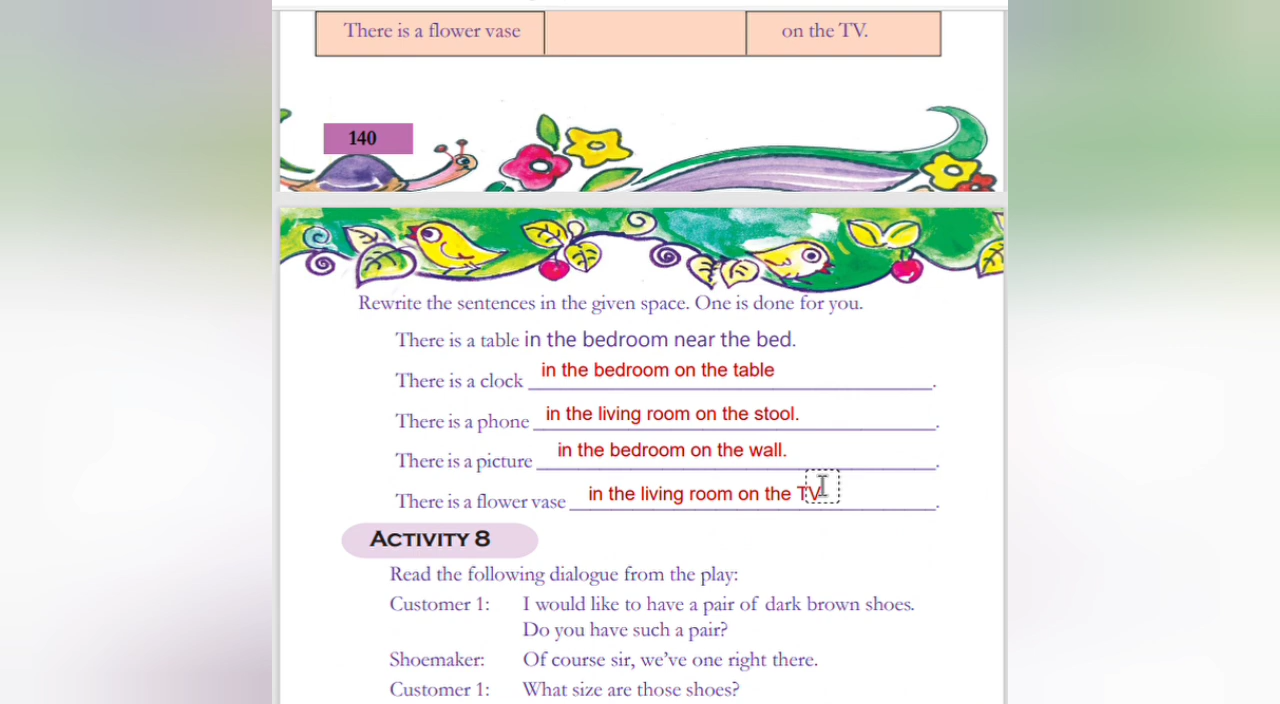 There is a flower vase on the TV.
140
Rewrite the sentences in the given space. One is done for you.
There is a table in the bedroom near the bed.
There is a clock in the bedroom on the table.
There is a phone in the living room on the stool. .
There is a picture in the bedroom on the wall. .
There is a flower vase in the living room on the TV .
ACTIVITY 8
Read the following dialogue from the play:
Customer 1: I would like to have a pair of dark brown shoes.
Do you have such a pair?
Shoemaker: Of course sir, we've one right there.
Customer 1: What size are those shoes?